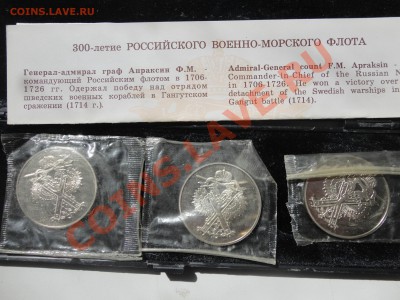 COINS.LAVE.RU
300-летие РОССИЙСКОГО ВОЕННО-МОРСКОГО ФЛОТА
Генерал-адмирал граф Апраксин Ф.М. -
командующий Российским флотом в 1706-
1726 гг. Одержал победу над отрядом
шведских военных кораблей в Гангутском
сражении (1714 г.)
Admiral-General count F.M. Apraksin -
Commander in Chief of the Russian N
in 1706-1726. He won a victory over
detachment of the Swedish warships in
Gangut battle (1714).
COINS.LAVE.RU